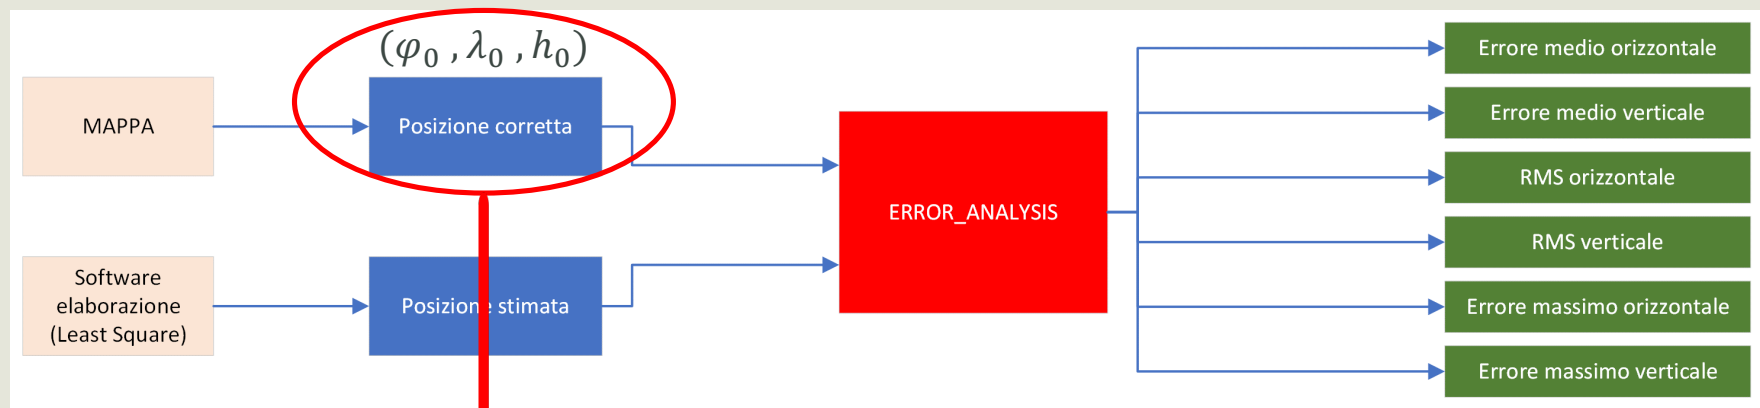 (φ₀ , λ₀ , h₀)
MAPPA
Posizione corretta
Software
elaborazione
(Least Square)
Posizione stimata
ERROR_ANALYSIS
Errore medio orizzontale
Errore medio verticale
RMS orizzontale
RMS verticale
Errore massimo orizzontale
Errore massimo verticale